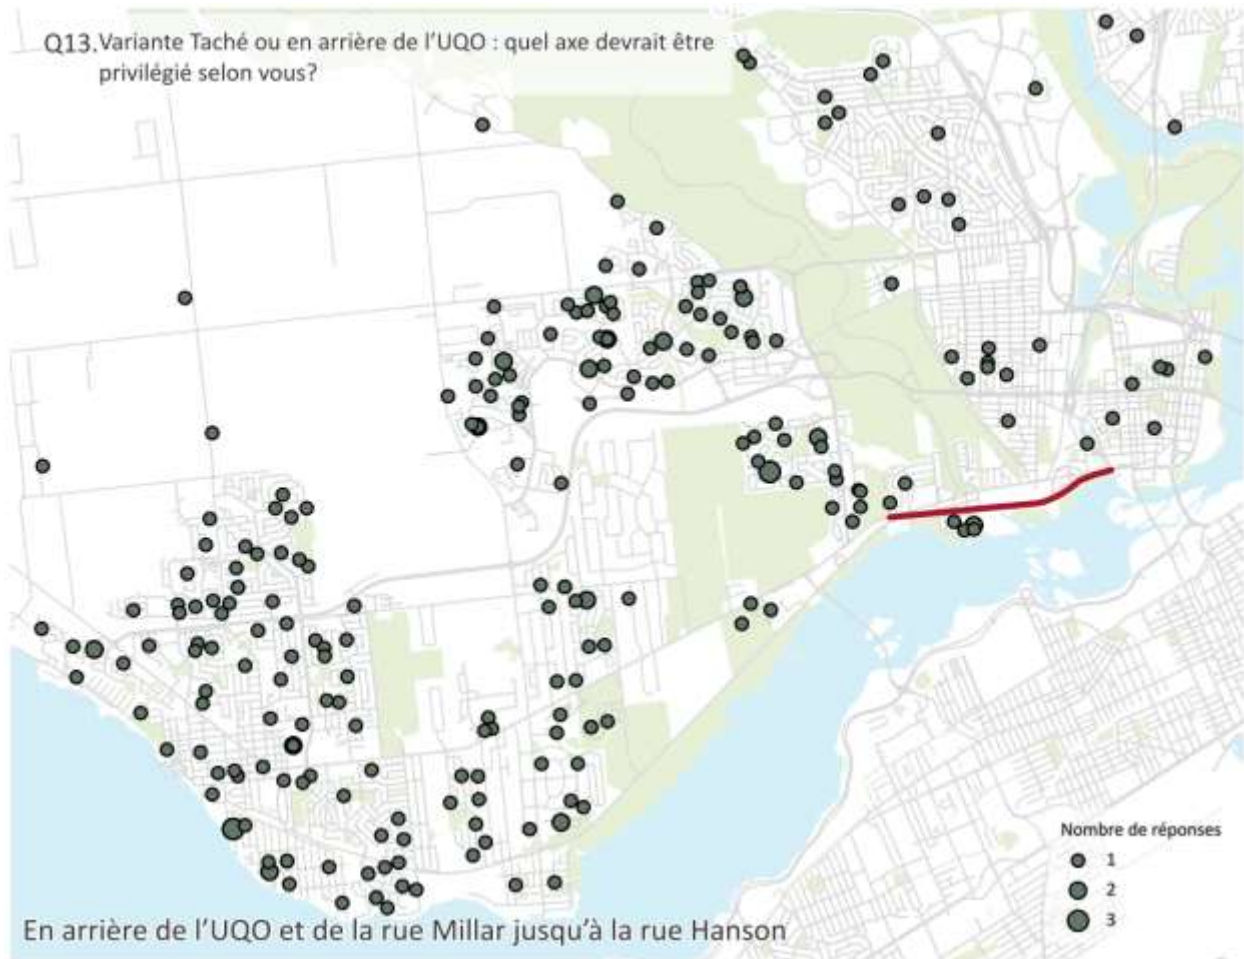 Q13. Variante Taché ou en arrière de l'UQO : quel axe devrait être
privilégié selon vous?
Nombre de réponses
1
2
3
En arrière de l'UQO et de la rue Millar jusqu'à la rue Hanson